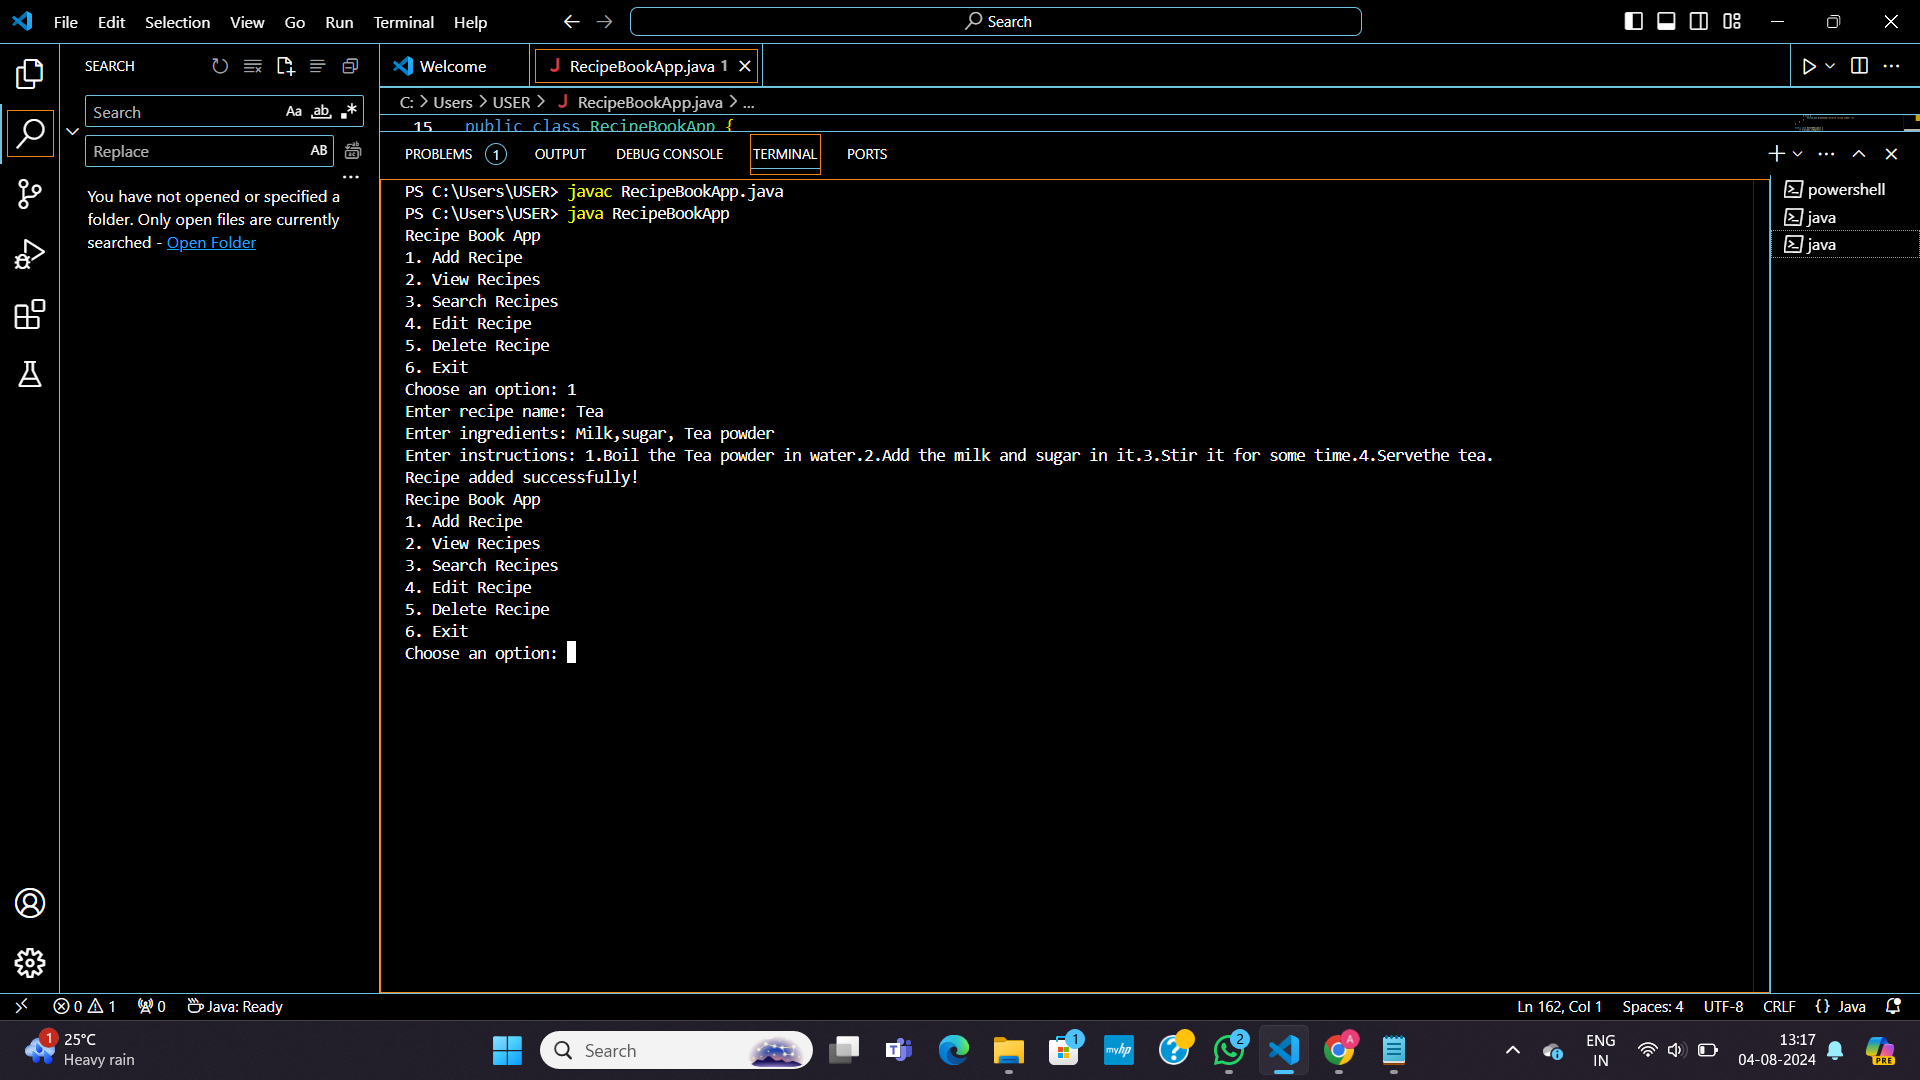 File Edit Selection View Go Run Terminal Help
Search
SEARCH
Search
Aa ab .*
Replace
AB
You have not opened or specified a
folder. Only open files are currently
searched - Open Folder
Welcome
RecipeBookApp.java 1
C: > Users > USER > RecipeBookApp.java > ...
15 public class RecipeBookApp {
PROBLEMS 1 OUTPUT DEBUG CONSOLE TERMINAL PORTS
PS C:\Users\USER> javac RecipeBookApp.java
PS C:\Users\USER> java RecipeBookApp
Recipe Book App
1. Add Recipe
2. View Recipes
3. Search Recipes
4. Edit Recipe
5. Delete Recipe
6. Exit
Choose an option: 1
Enter recipe name: Tea
Enter ingredients: Milk,sugar, Tea powder
Enter instructions: 1.Boil the Tea powder in water.2.Add the milk and sugar in it.3.Stir it for some time.4.Servethe tea.
Recipe added successfully!
Recipe Book App
1. Add Recipe
2. View Recipes
3. Search Recipes
4. Edit Recipe
5. Delete Recipe
6. Exit
Choose an option:
powershell
java
java
0 1 0 Java: Ready
Ln 162, Col 1 Spaces: 4 UTF-8 CRLF {} Java
1
25°C
Heavy rain
Search
1
myhp
2
A
ENG
IN
13:17
04-08-2024
PRE